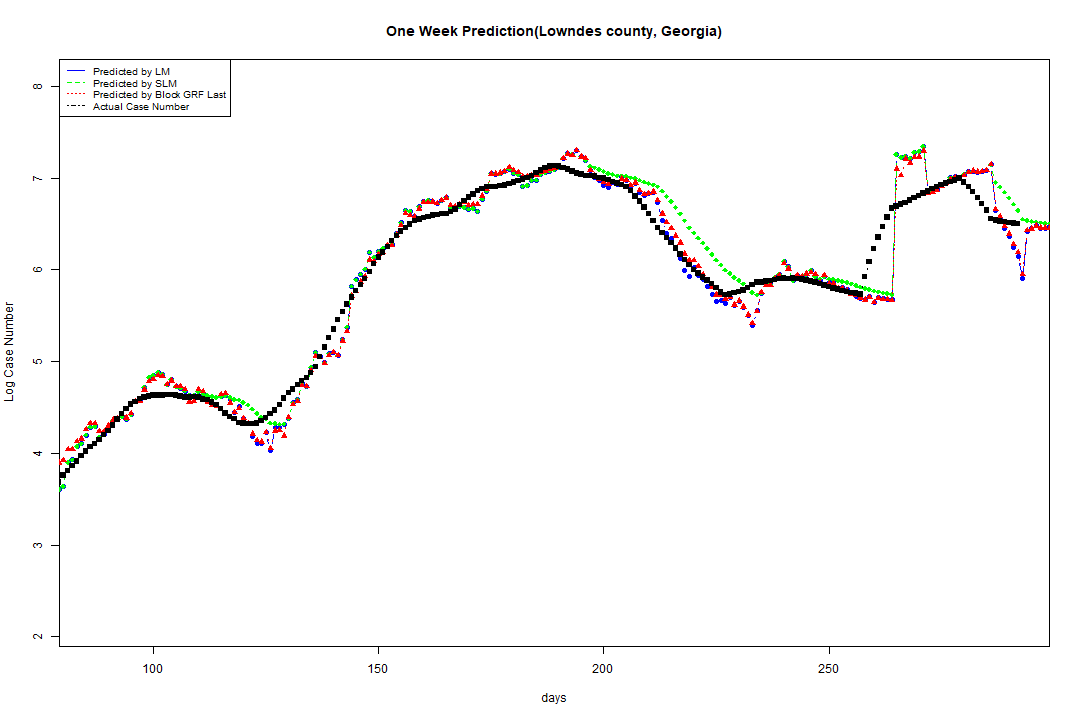 One Week Prediction(Lowndes county, Georgia)
Predicted by LM
Predicted by SLM
Predicted by Block GRF Last
Actual Case Number
8
7
6
5
4
3
2
Log Case Number
100 150 200 250
days